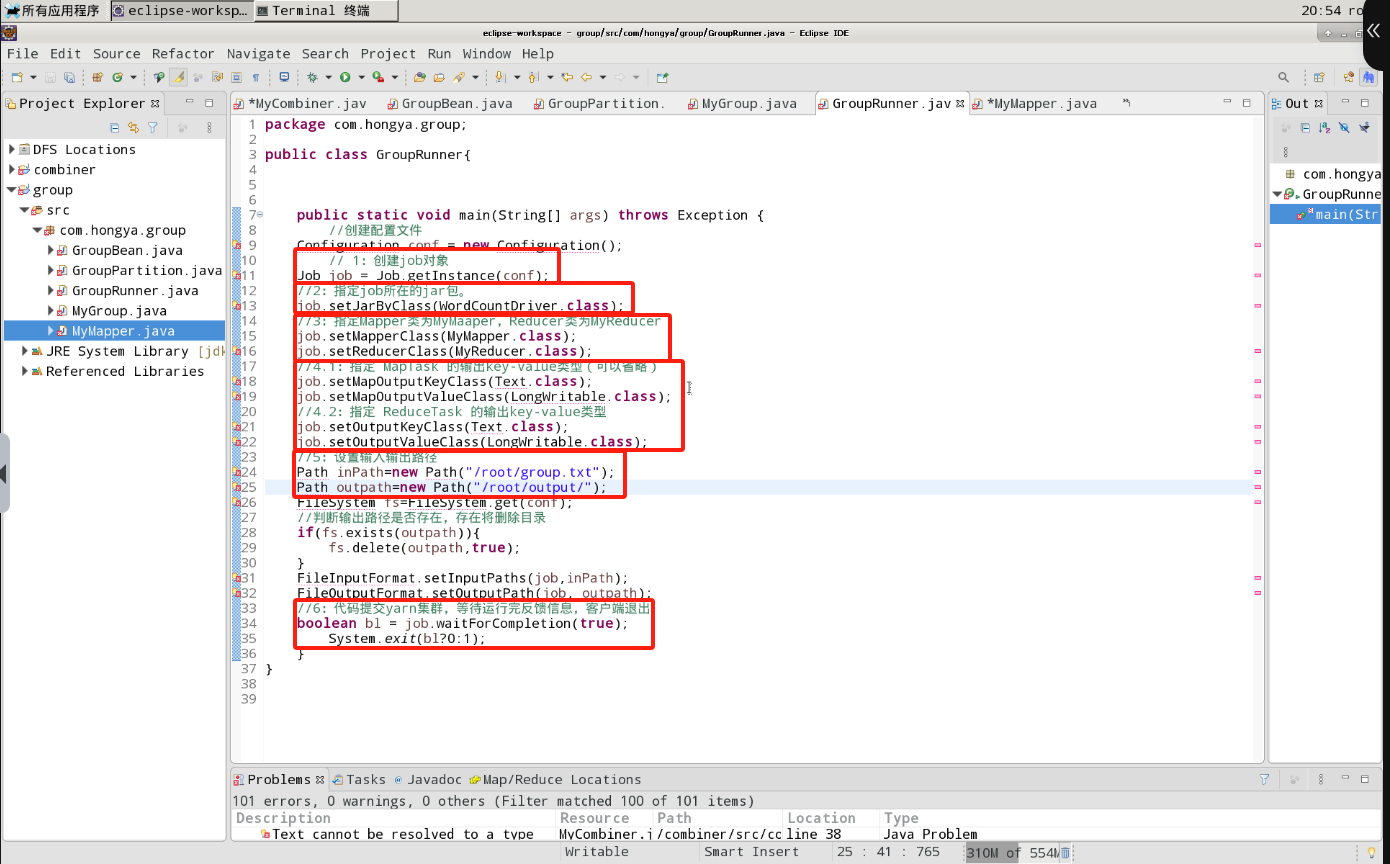 所有应用程序 eclipse-worksp… Terminal 终端 20:54 ro
eclipse-workspace - group/src/com/hongya/group/GroupRunner.java - Eclipse IDE
File Edit Source Refactor Navigate Search Project Run Window Help
Project Explorer
*MyCombiner.jav GroupBean.java GroupPartition. MyGroup.java GroupRunner.jav *MyMapper.java
Out
DFS Locations
combiner
group
src
com.hongya.group
GroupBean.java
GroupPartition.java
GroupRunner.java
MyGroup.java
MyMapper.java
JRE System Library [jdk
Referenced Libraries
1 package com.hongya.group;
2
3 public class GroupRunner{
4
5
6
7 public static void main(String[] args) throws Exception {
8 //创建配置文件
9 Configuration conf = new Configuration();
10 // 1：创建job对象
11 Job job = Job.getInstance(conf);
12 //2：指定job所在的jar包。
13 job.setJarByClass(WordCountDriver.class);
14 //3：指定Mapper类为MyMaaper，Reducer类为MyReducer
15 job.setMapperClass(MyMapper.class);
16 job.setReducerClass(MyReducer.class);
17 //4.1：指定 MapTask 的输出key-value类型（可以省略）
18 job.setMapOutputKeyClass(Text.class);
19 job.setMapOutputValueClass(LongWritable.class);
20 //4.2：指定 ReduceTask 的输出key-value类型
21 job.setOutputKeyClass(Text.class);
22 job.setOutputValueClass(LongWritable.class);
23 //5：设置输入输出路径
24 Path inPath=new Path("/root/group.txt");
25 Path outpath=new Path("/root/output/");
26 FileSystem fs=FileSystem.get(conf);
27 //判断输出路径是否存在，存在将删除目录
28 if(fs.exists(outpath)){
29 fs.delete(outpath,true);
30 }
31 FileInputFormat.setInputPaths(job,inPath);
32 FileOutputFormat.setOutputPath(job, outpath);
33 //6：代码提交yarn集群，等待运行完反馈信息，客户端退出
34 boolean bl = job.waitForCompletion(true);
35 System.exit(bl?0:1);
36 }
37 }
38
39
com.hongya
GroupRunne
main(Str
Problems Tasks Javadoc Map/Reduce Locations
101 errors, 0 warnings, 0 others (Filter matched 100 of 101 items)
Description Resource Path Location Type
Text cannot be resolved to a type MyCombiner.j /combiner/src/cc line 38 Java Problem
Writable Smart Insert 25 : 41 : 765 310M of 554M